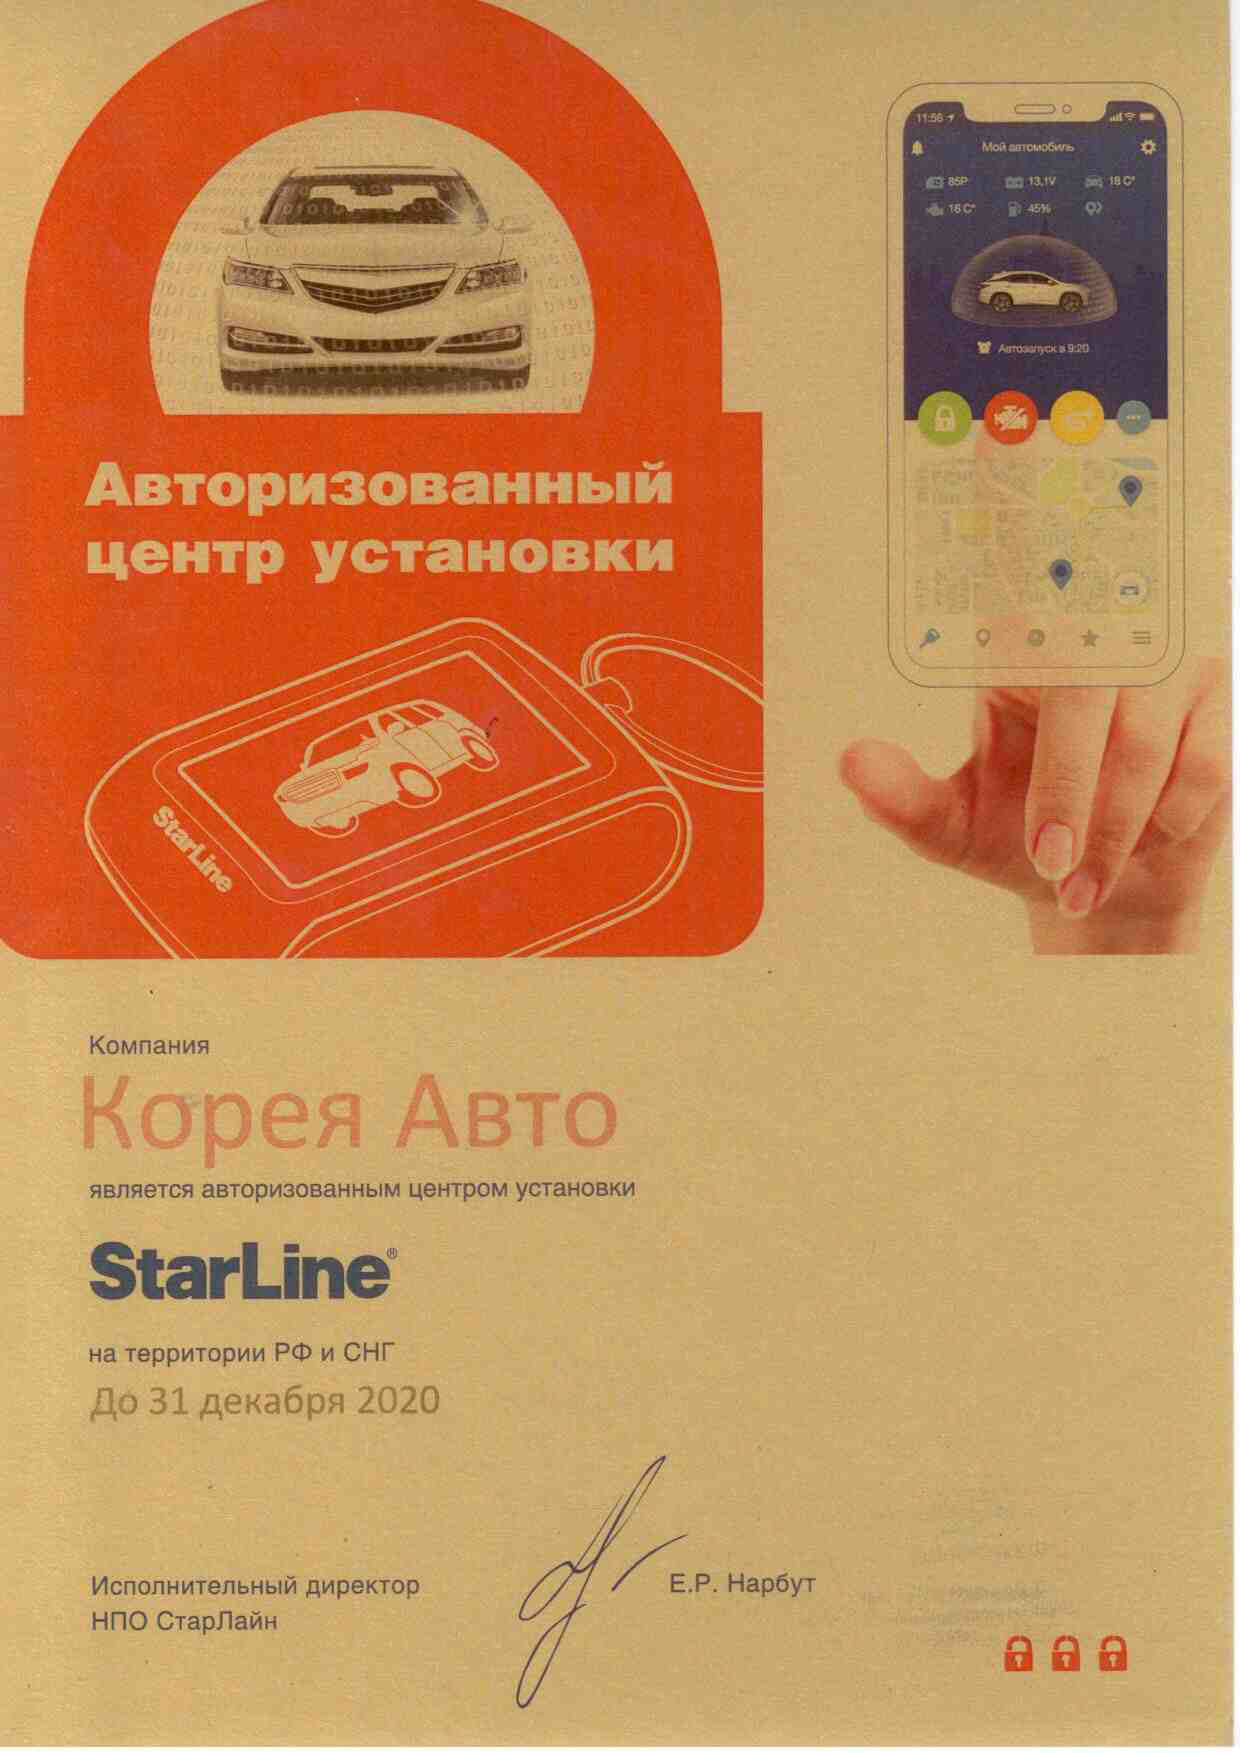 11:56
Мой автомобиль
85Р 13,1V 18 C°
16 C° 45%
Автозапуск в 9:20
Авторизованный
центр установки
StarLine
Компания
Корея Авто
является авторизованным центром установки
StarLine®
на территории РФ и СНГ
До 31 декабря 2020
Исполнительный директор
НПО СтарЛайн
Е.Р. Нарбут